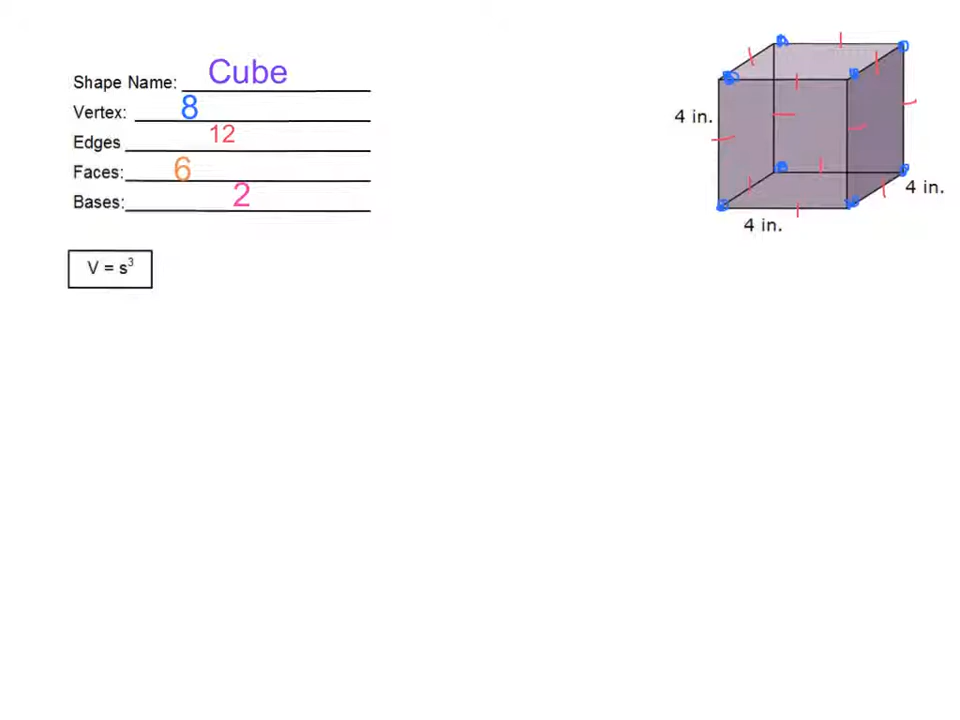 Shape Name: Cube
Vertex: 8
Edges 12
Faces: 6
Bases: 2
V = s³
4 in.
4 in.
4 in.